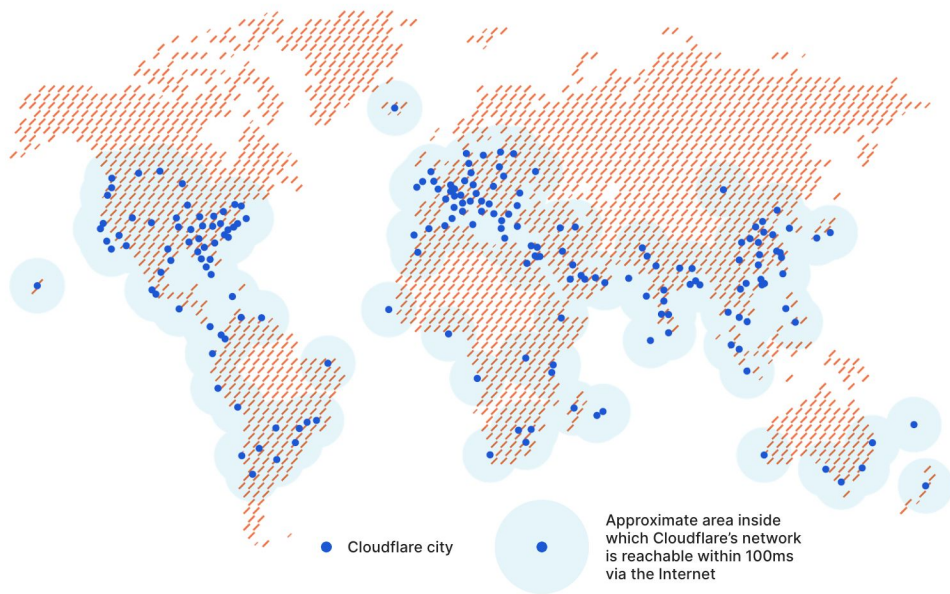 Cloudflare city
Approximate area inside
which Cloudflare's network
is reachable within 100ms
via the Internet